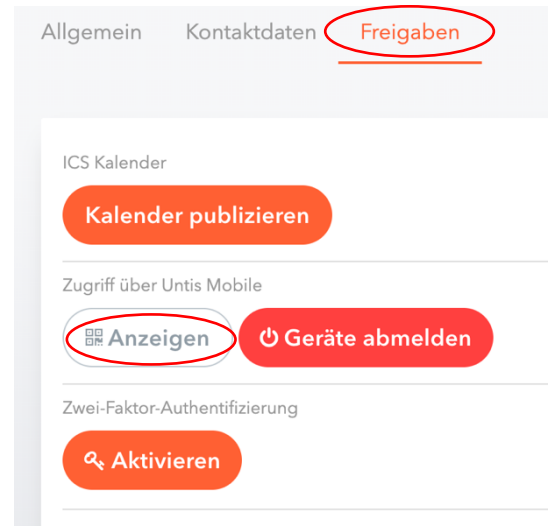 Allgemein Kontaktdaten Freigaben
ICS Kalender
Kalender publizieren
Zugriff über Untis Mobile
Anzeigen Geräte abmelden
Zwei-Faktor-Authentifizierung
Aktivieren